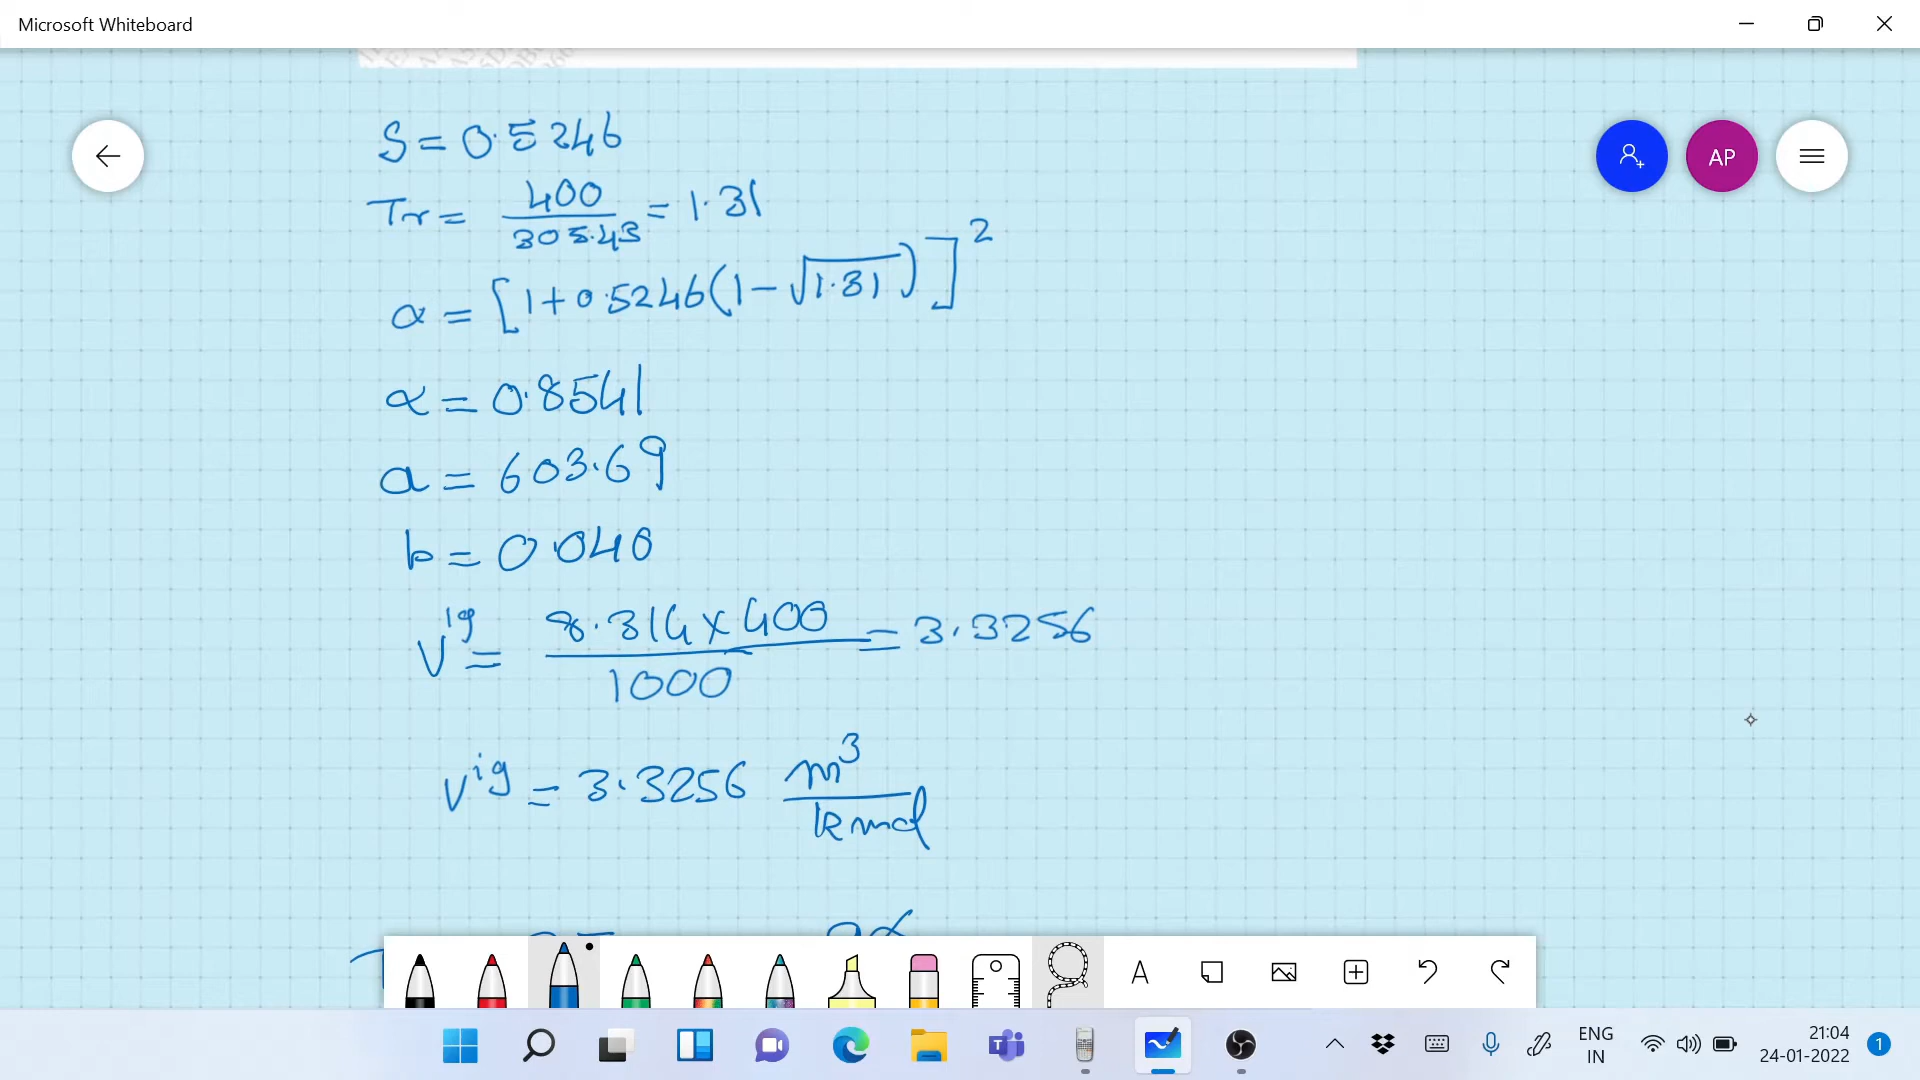 Microsoft Whiteboard
S = 0.5246
Tr = 400/305.43 = 1.31
α = [1+0.5246(1-√1.31)]²
α = 0.8541
a = 603.69
b = 0.040
V^ig = 8.314×400/1000 = 3.3256
V^ig = 3.3256 m³/kmol
AP
A
ENG
IN
21:04
24-01-2022
1